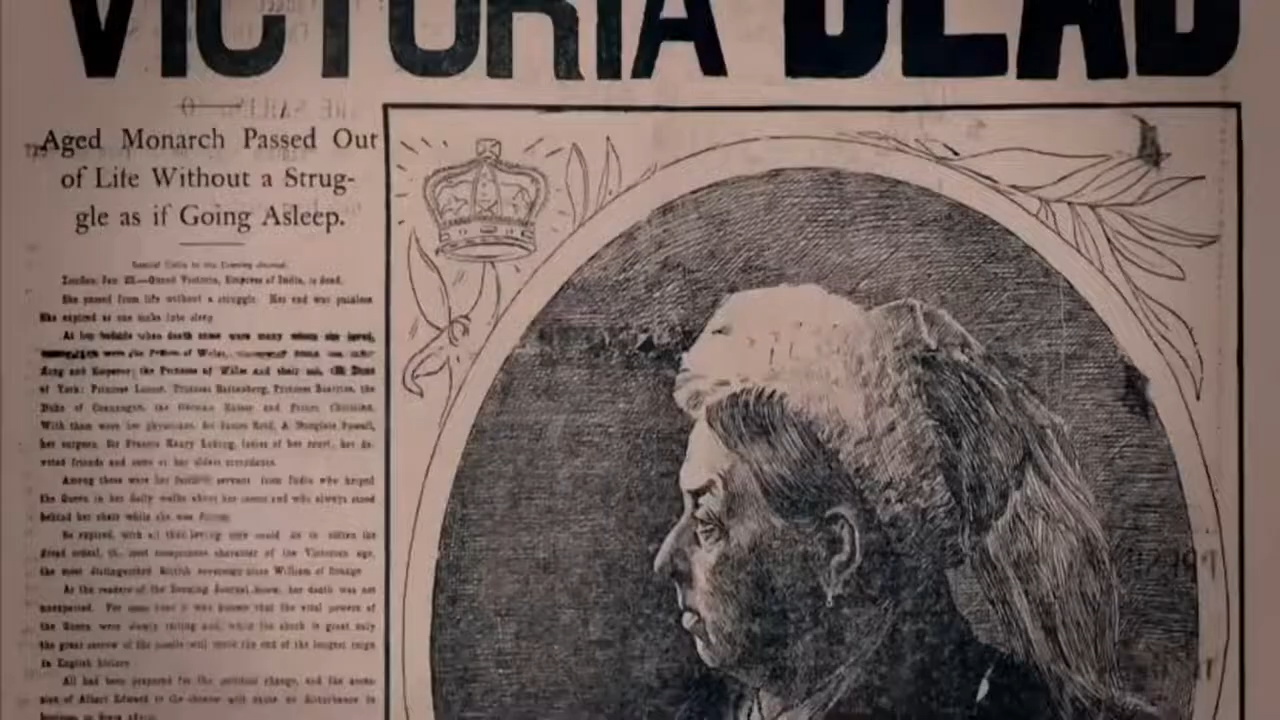 VICTORIA DEAD
Aged Monarch Passed Out
of Life Without a Strug-
gle as if Going Asleep.
Special Cable to the Evening Journal.
London, Jan. 22.—Queen Victoria, Empress of India, is dead.
She passed from life without a struggle. Her end was painless.
She expired as one sinks into sleep.
At her bedside when death came were many whom she loved,
were the Prince of Wales,
King and Emperor; the Princess of Wales and their son, the Duke
of York; Princess Louise, Princess Battenberg, Princess Beatrice, the
Duke of Connaught, the German Kaiser and Prince Christian.
With them were her physicians, Sir James Reid, A. Douglass Powell,
her surgeon, Sir Francis Henry Laking, ladies of her court, her de-
voted friends and some of her oldest attendants.
Among these were her faithful servant from India who helped
the Queen in her daily walks about her rooms and who always stood
behind her chair while she was dining.
So expired, with all that loving care could do to soften the
dread ordeal, the most conspicuous character of the Victorian age,
the most distinguished British sovereign since William of Orange.
As the readers of the Evening Journal know, her death was not
unexpected. For some time it was known that the vital powers of
the Queen were slowly failing and, while the shock is great only
the great sorrow of the people will mark the end of the longest reign
in English history.
All had been prepared for the political change, and the acces-
sion of Albert Edward to the throne will cause no disturbance in